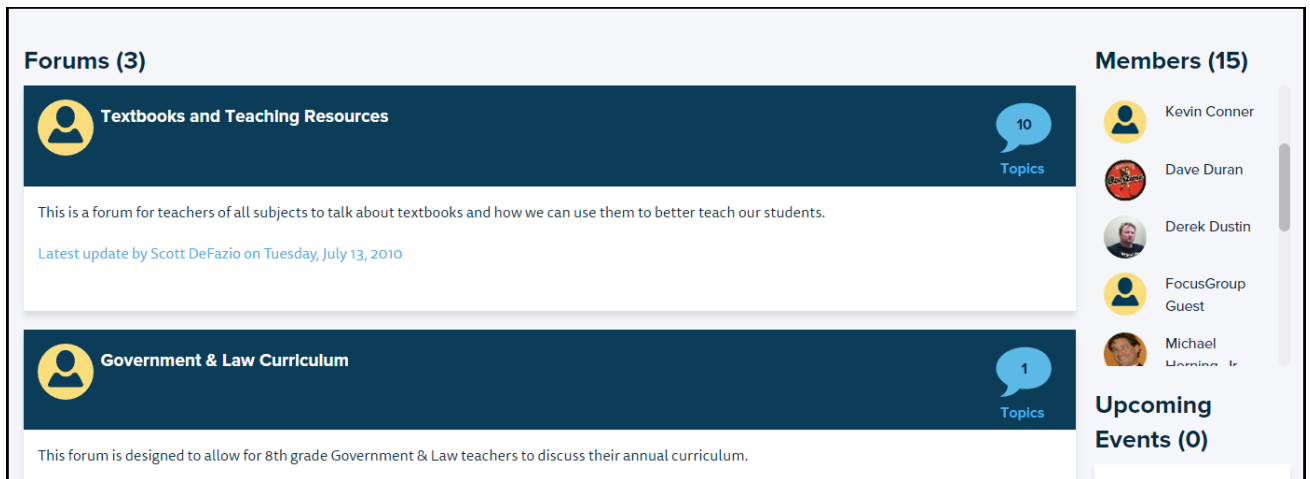 Forums (3)
Textbooks and Teaching Resources
10
Topics
This is a forum for teachers of all subjects to talk about textbooks and how we can use them to better teach our students.
Latest update by Scott DeFazio on Tuesday, July 13, 2010
Government & Law Curriculum
1
Topics
This forum is designed to allow for 8th grade Government & Law teachers to discuss their annual curriculum.
Members (15)
Kevin Conner
Dave Duran
Derek Dustin
FocusGroup
Guest
Michael
Upcoming
Events (0)